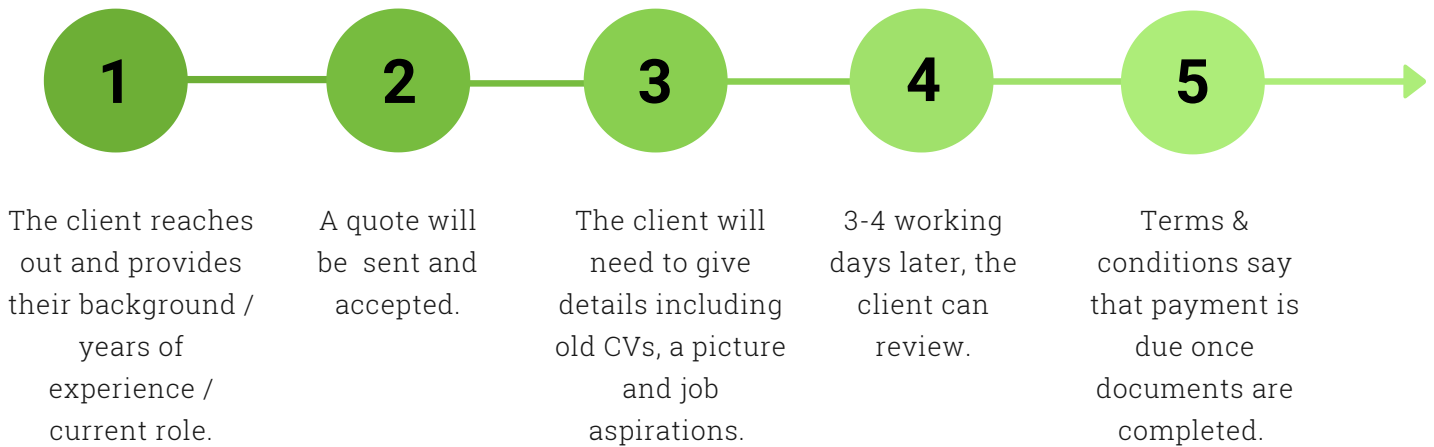 1
2
3
4
5
The client reaches
out and provides
their background /
years of
experience /
current role.
A quote will
be sent and
accepted.
The client will
need to give
details including
old CVs, a picture
and job
aspirations.
3-4 working
days later, the
client can
review.
Terms &
conditions say
that payment is
due once
documents are
completed.